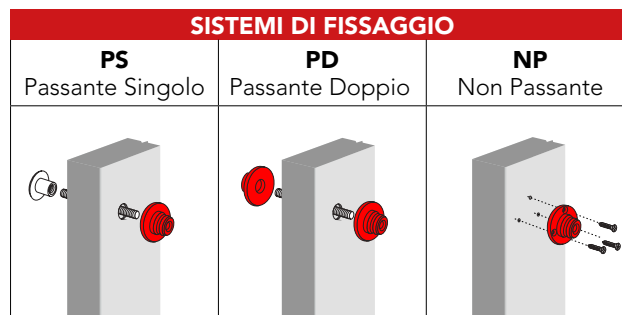 SISTEMI DI FISSAGGIO
PS
Passante Singolo
PD
Passante Doppio
NP
Non Passante